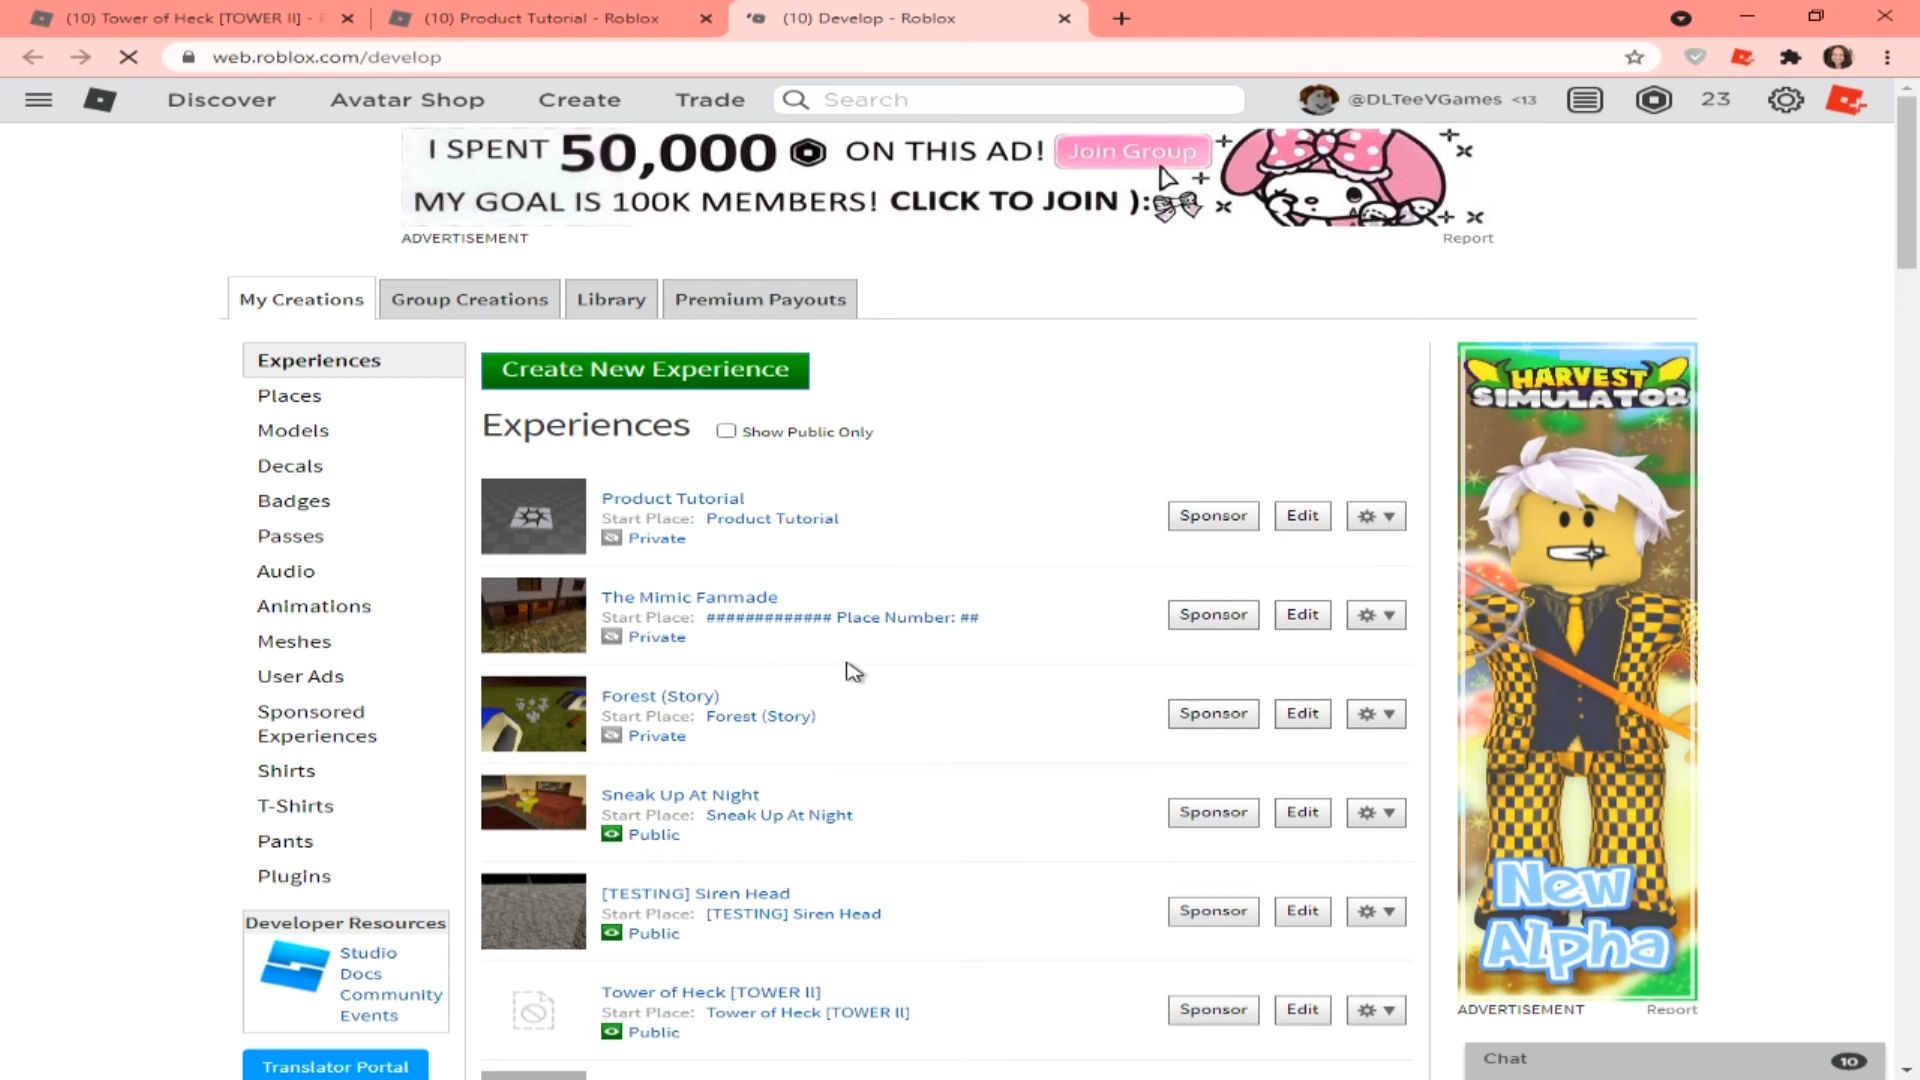 (10) Tower of Heck [TOWER II] -
(10) Product Tutorial - Roblox
(10) Develop - Roblox
web.roblox.com/develop
Discover
Avatar Shop
Create
Trade
Search
@DLTeeVGames <13
23
I SPENT 50,000 ON THIS AD! Join Group
MY GOAL IS 100K MEMBERS! CLICK TO JOIN ):
ADVERTISEMENT
Report
My Creations
Group Creations
Library
Premium Payouts
Experiences
Places
Models
Decals
Badges
Passes
Audio
Animations
Meshes
User Ads
Sponsored
Experiences
Shirts
T-Shirts
Pants
Plugins
Developer Resources
Studio
Docs
Community
Events
Translator Portal
Create New Experience
Experiences
Show Public Only
Product Tutorial
Start Place: Product Tutorial
Private
Sponsor
Edit
The Mimic Fanmade
Start Place: ############# Place Number: ##
Private
Sponsor
Edit
Forest (Story)
Start Place: Forest (Story)
Private
Sponsor
Edit
Sneak Up At Night
Start Place: Sneak Up At Night
Public
Sponsor
Edit
[TESTING] Siren Head
Start Place: [TESTING] Siren Head
Public
Sponsor
Edit
Tower of Heck [TOWER ll]
Start Place: Tower of Heck [TOWER ll]
Public
Sponsor
Edit
HARVEST
SIMULATOR
New
Alpha
ADVERTISEMENT
Report
Chat
10